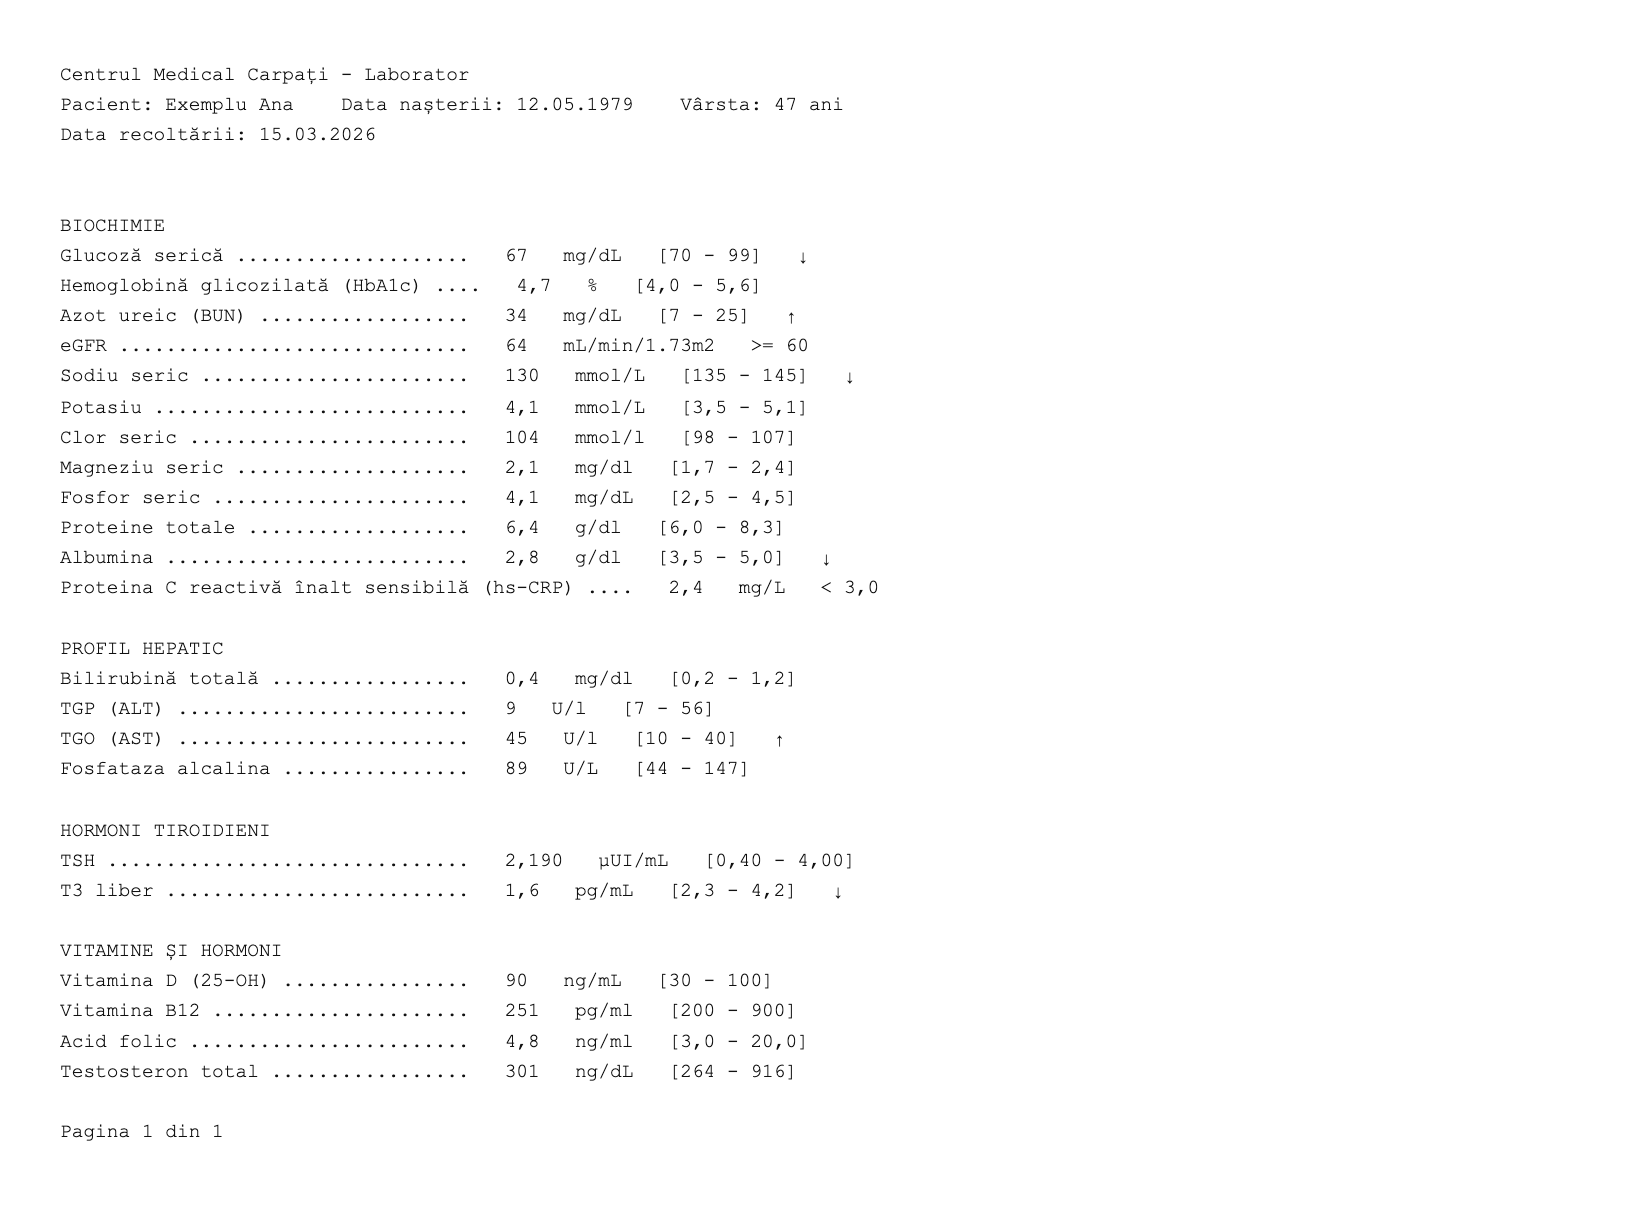 Centrul Medical Carpați - Laborator
Pacient: Exemplu Ana    Data nașterii: 12.05.1979    Vârsta: 47 ani
Data recoltării: 15.03.2026

BIOCHIMIE
Glucoză serică ....................   67   mg/dL   [70 - 99]   ↓
Hemoglobină glicozilată (HbA1c) ....   4,7   %   [4,0 - 5,6]
Azot ureic (BUN) ..................   34   mg/dL   [7 - 25]   ↑
eGFR ..............................   64   mL/min/1.73m2   >= 60
Sodiu seric .......................   130   mmol/L   [135 - 145]   ↓
Potasiu ...........................   4,1   mmol/L   [3,5 - 5,1]
Clor seric ........................   104   mmol/l   [98 - 107]
Magneziu seric ....................   2,1   mg/dl   [1,7 - 2,4]
Fosfor seric ......................   4,1   mg/dL   [2,5 - 4,5]
Proteine totale ...................   6,4   g/dl   [6,0 - 8,3]
Albumina ..........................   2,8   g/dl   [3,5 - 5,0]   ↓
Proteina C reactivă înalt sensibilă (hs-CRP) ....   2,4   mg/L   < 3,0

PROFIL HEPATIC
Bilirubină totală .................   0,4   mg/dl   [0,2 - 1,2]
TGP (ALT) .........................   9   U/l   [7 - 56]
TGO (AST) .........................   45   U/l   [10 - 40]   ↑
Fosfataza alcalina ................   89   U/L   [44 - 147]

HORMONI TIROIDIENI
TSH ...............................   2,190   µUI/mL   [0,40 - 4,00]
T3 liber ..........................   1,6   pg/mL   [2,3 - 4,2]   ↓

VITAMINE ȘI HORMONI
Vitamina D (25-OH) ................   90   ng/mL   [30 - 100]
Vitamina B12 ......................   251   pg/ml   [200 - 900]
Acid folic ........................   4,8   ng/ml   [3,0 - 20,0]
Testosteron total .................   301   ng/dL   [264 - 916]

Pagina 1 din 1